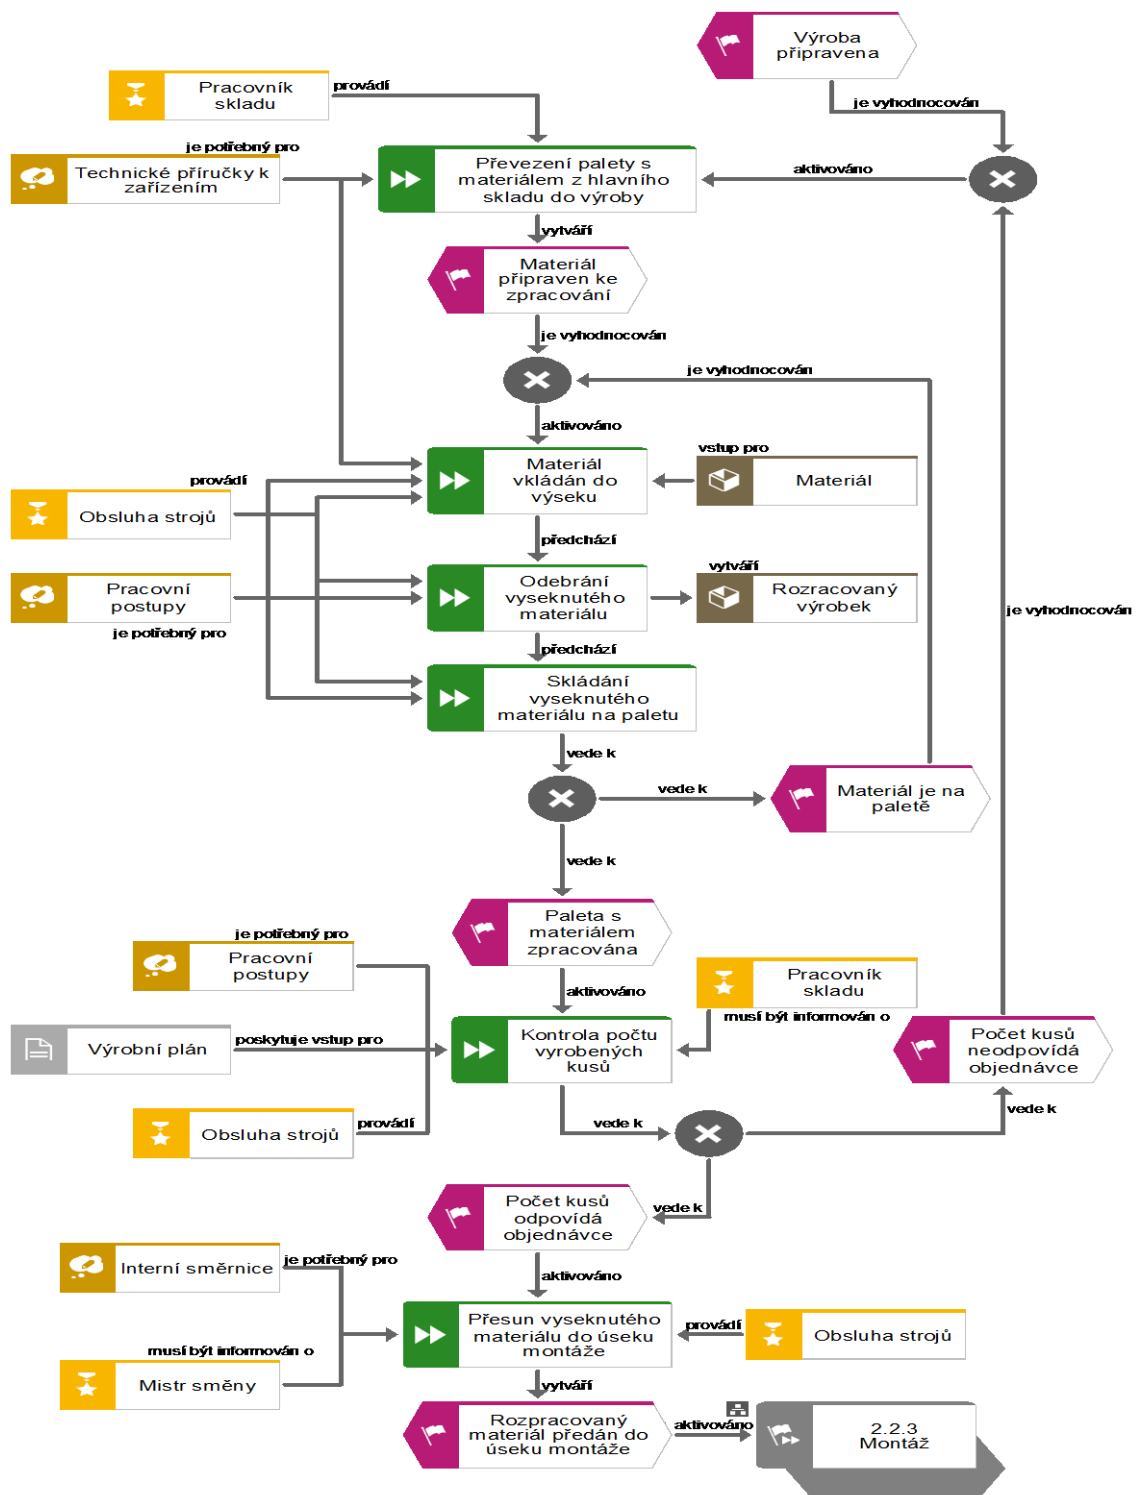 Výroba
připravena
je vyhodnocován
Pracovník
skladu
provádí
je potřebný pro
Technické příručky k
zařízením
Převezení palety s
materiálem z hlavního
skladu do výroby
aktivováno
vytváří
Materiál
připraven ke
zpracování
je vyhodnocován
je vyhodnocován
aktivováno
Materiál
vkládán do
výseku
vstup pro
Materiál
provádí
Obsluha strojů
předchází
Pracovní
postupy
je potřebný pro
Odebrání
vyseknutého
materiálu
vytváří
Rozracovaný
výrobek
je vyhodnocován
předchází
Skládání
vyseknutého
materiálu na paletu
vede k
vede k
Materiál je na
paletě
vede k
Paleta s
materiálem
zpracována
je potřebný pro
Pracovní
postupy
aktivováno
Pracovník
skladu
musí být informován o
Výrobní plán
poskytuje vstup pro
Kontrola počtu
vyrobených
kusů
Počet kusů
neodpovídá
objednávce
Obsluha strojů
provádí
vede k
vede k
vede k
Počet kusů
odpovídá
objednávce
Interní směrnice
je potřebný pro
aktivováno
Přesun vyseknutého
materiálu do úseku
montáže
provádí
Obsluha strojů
musí být informován o
Mistr směny
vytváří
Rozpracovaný
materiál předán do
úseku montáže
aktivováno
2.2.3
Montáž